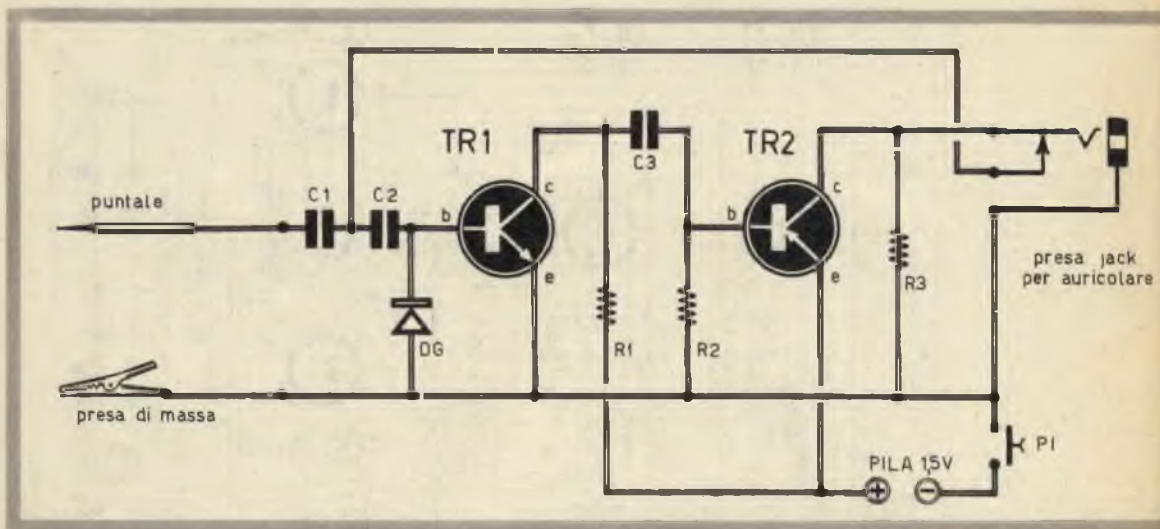 TR1
TR2
C3
c
c
puntale
C1
C2
b
b
e
e
R3
presa jack
per auricolare
DG
R1
R2
presa di massa
PILA 1,5V
P1
+
−